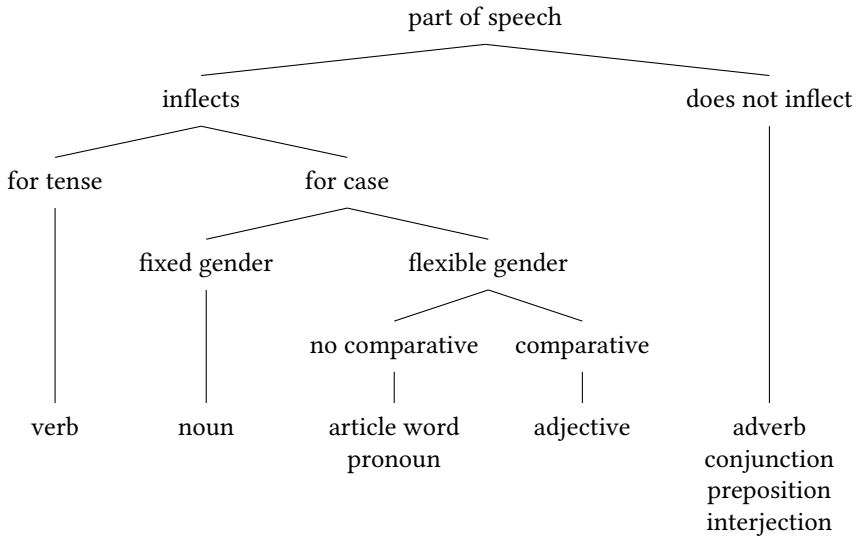 part of speech
inflects
does not inflect
for tense
for case
fixed gender
flexible gender
no comparative
comparative
verb
noun
article word
pronoun
adjective
adverb
conjunction
preposition
interjection